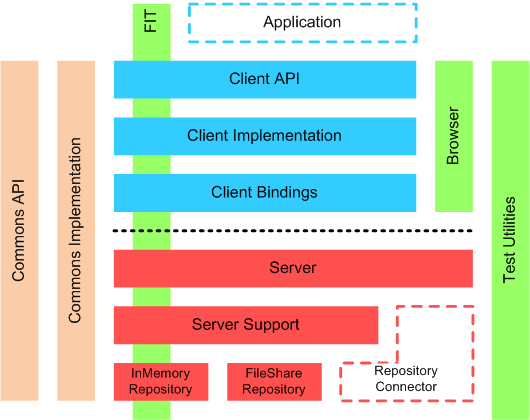 FIT
Application
Client API
Client Implementation
Client Bindings
Browser
Commons API
Commons Implementation
Test Utilities
Server
Server Support
InMemory
Repository
FileShare
Repository
Repository
Connector